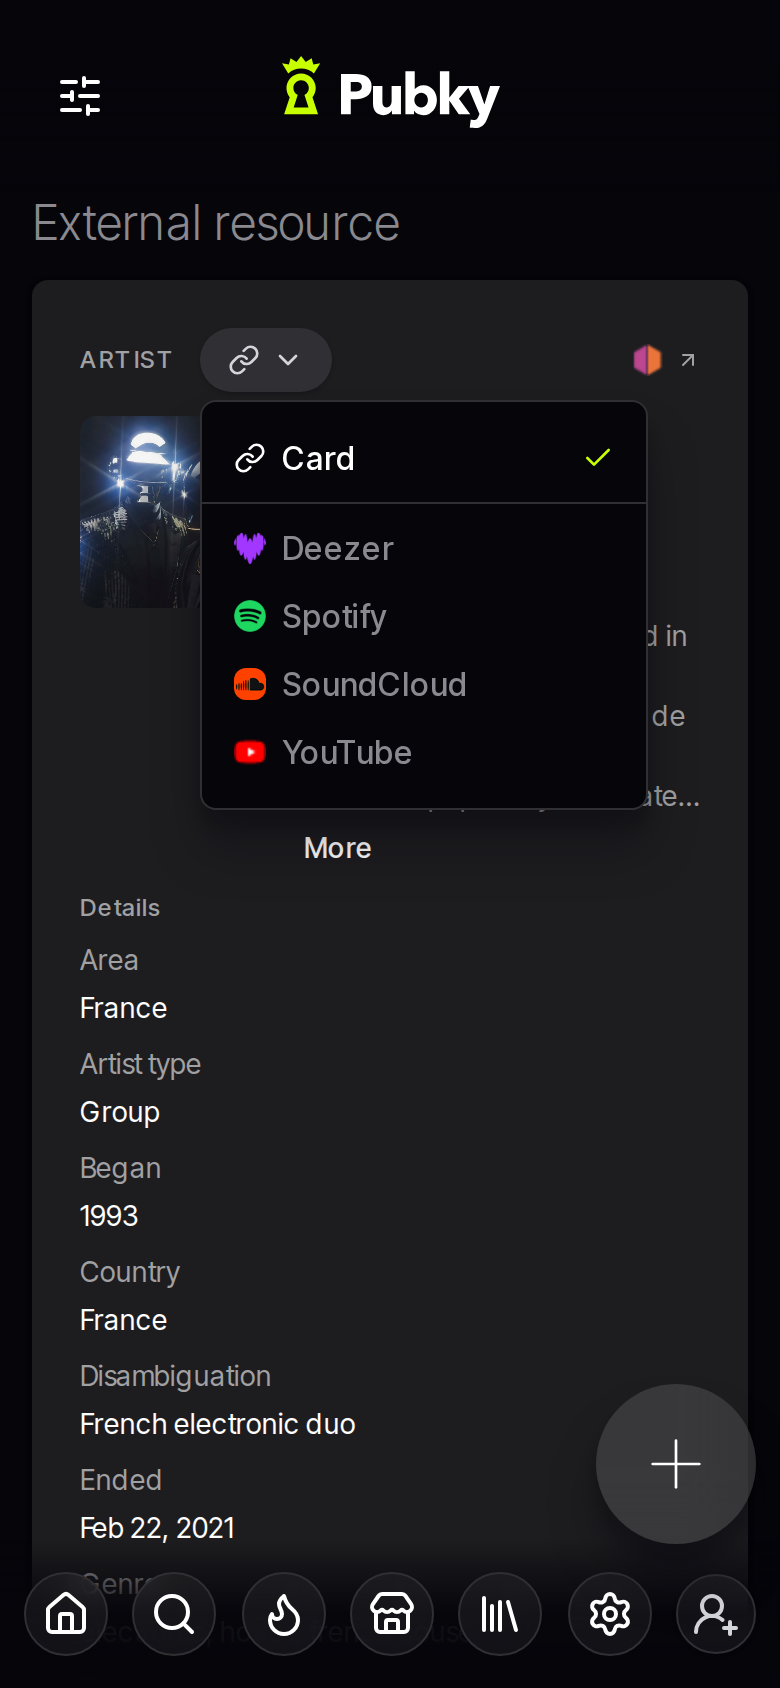 Pubky
External resource
ARTIST
Card
Deezer
Spotify
SoundCloud
YouTube
in
de
More
Details
Area
France
Artist type
Group
Began
1993
Country
France
Disambiguation
French electronic duo
Ended
Feb 22, 2021